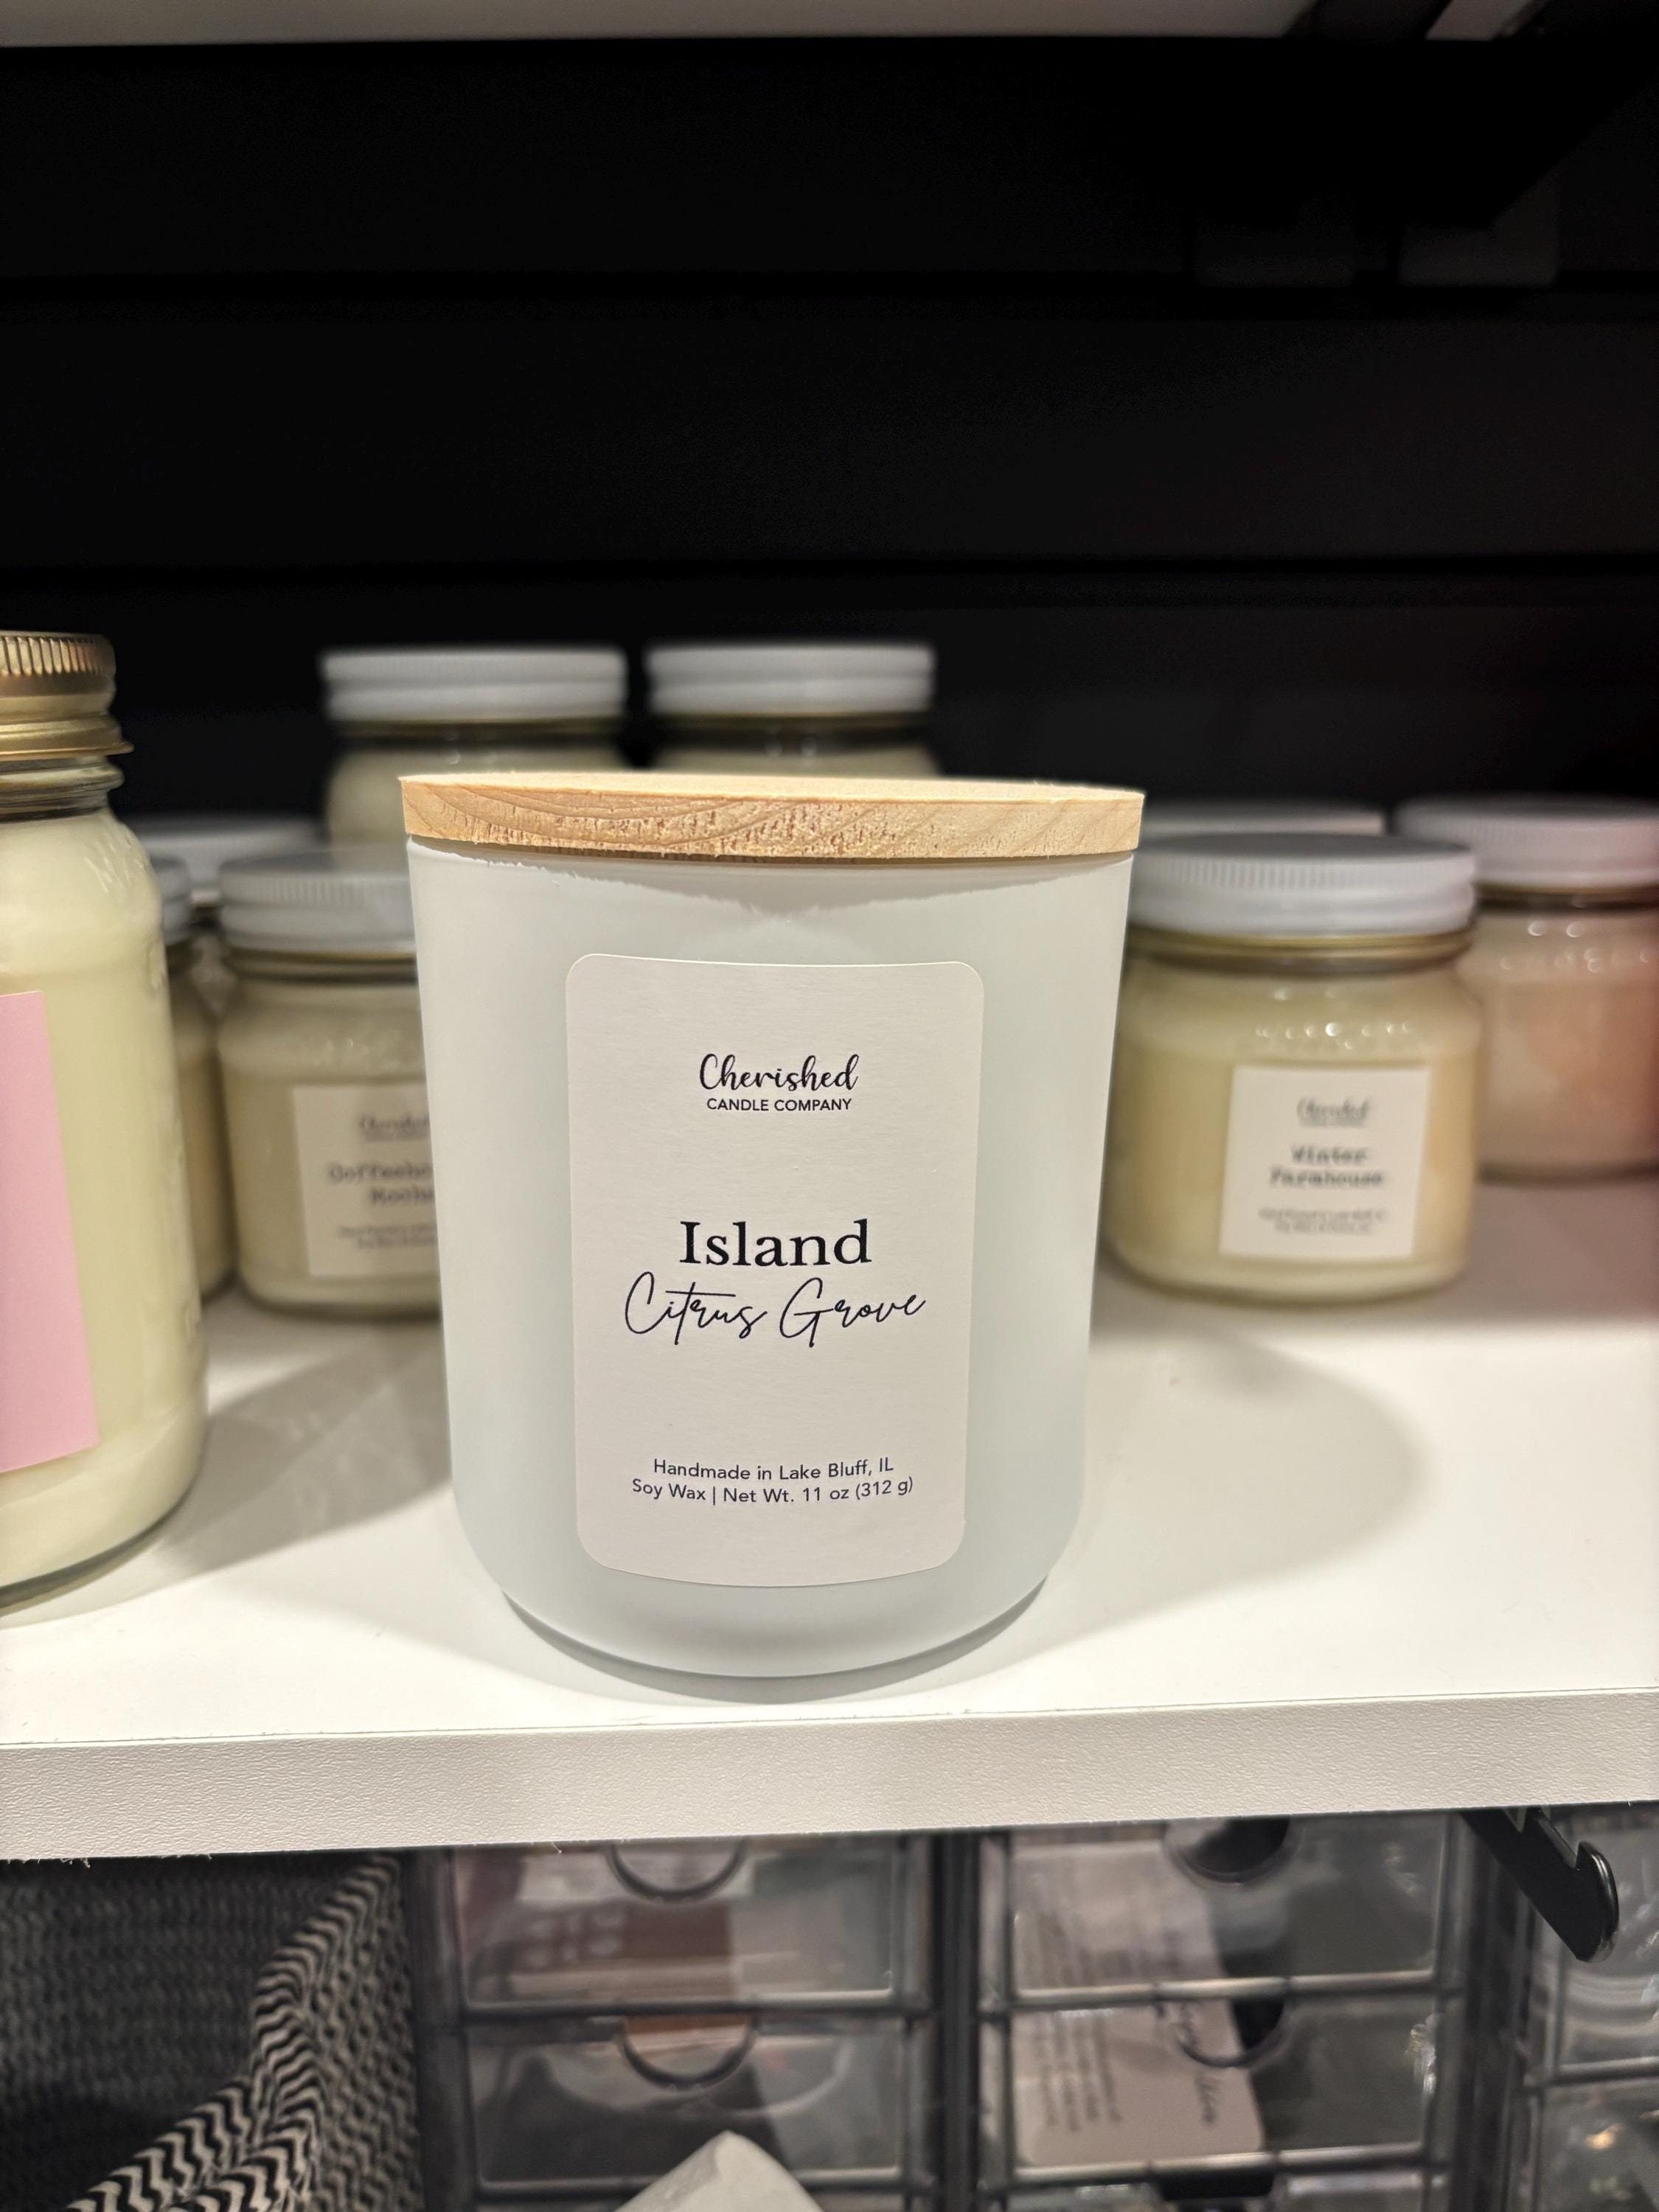 Cherished
CANDLE COMPANY
Island
Citrus Grove
Handmade in Lake Bluff, IL
Soy Wax | Net Wt. 11 oz (312 g)
Cherished
Winter
Farmhouse